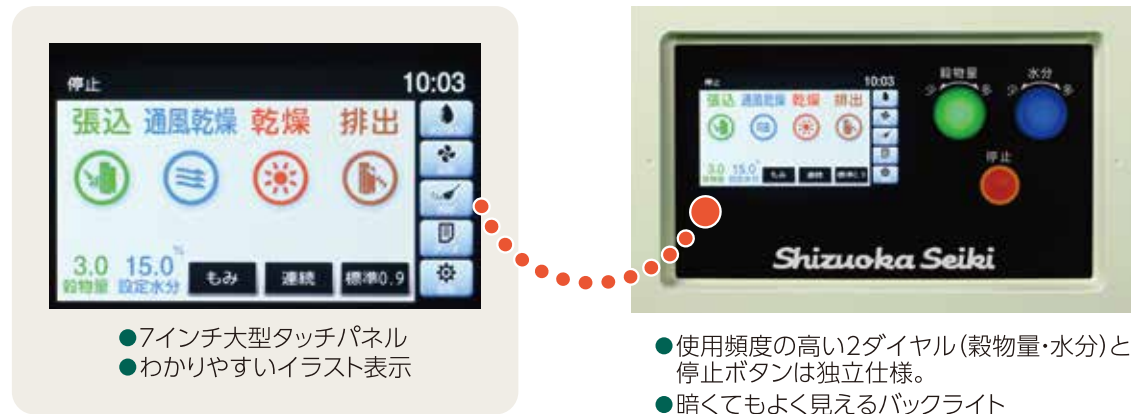 停止 10:03
張込 通風乾燥 乾燥 排出
3.0 15.0 %
穀物量 設定水分 もみ 連続 標準0.9
●7インチ大型タッチパネル
●わかりやすいイラスト表示
停止 10:03
張込 通風乾燥 乾燥 排出
3.0 15.0 %
穀物量 設定水分 もみ 連続 標準0.9
穀物量 水分
少 多 少 多
停止
Shizuoka Seiki
●使用頻度の高い2ダイヤル(穀物量・水分)と
停止ボタンは独立仕様。
●暗くてもよく見えるバックライト